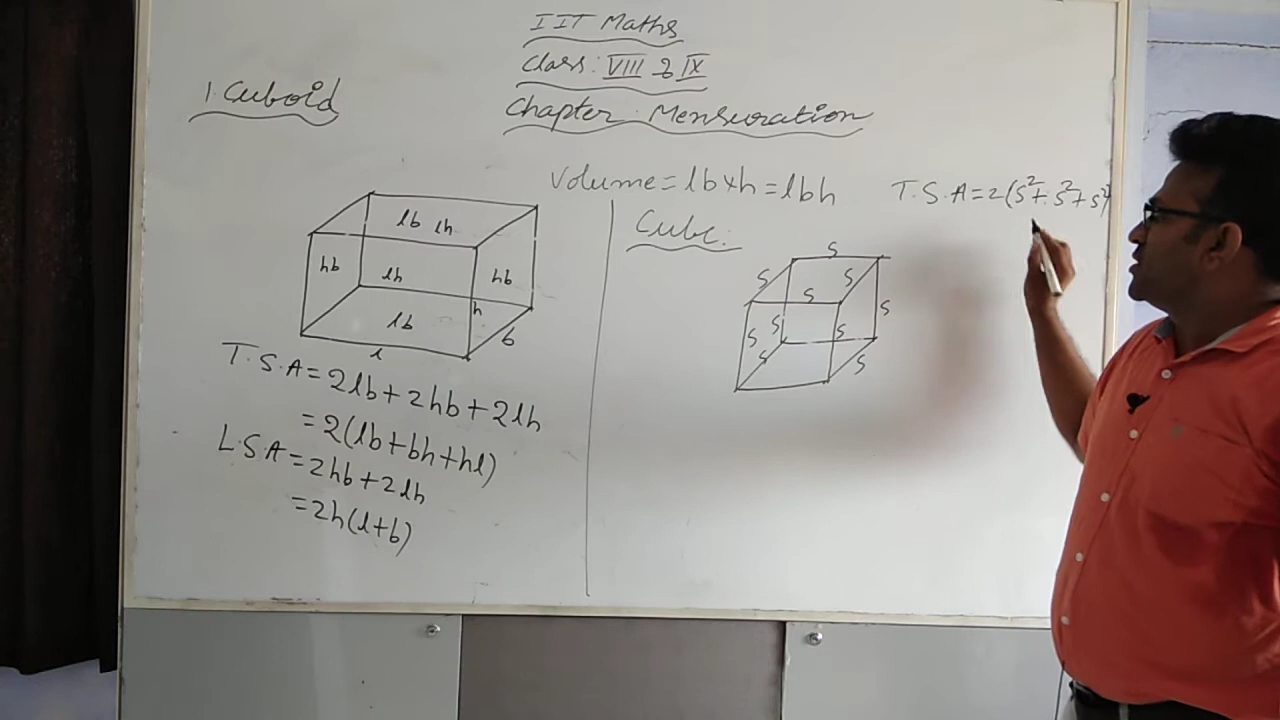 IIT Maths
Class: VIII & IX
Chapter: Mensuration
1. Cuboid
lb lh
hb
lh
hb
lb
h
b
l
T.S.A = 2lb + 2hb + 2lh
= 2(lb+bh+hl)
L.S.A = 2hb + 2lh
= 2h(l+b)
Volume = lb×h = lbh
Cube:
S
S
S
S
S
S
S
S
S
S
T.S.A = 2(S²+S²+S²)